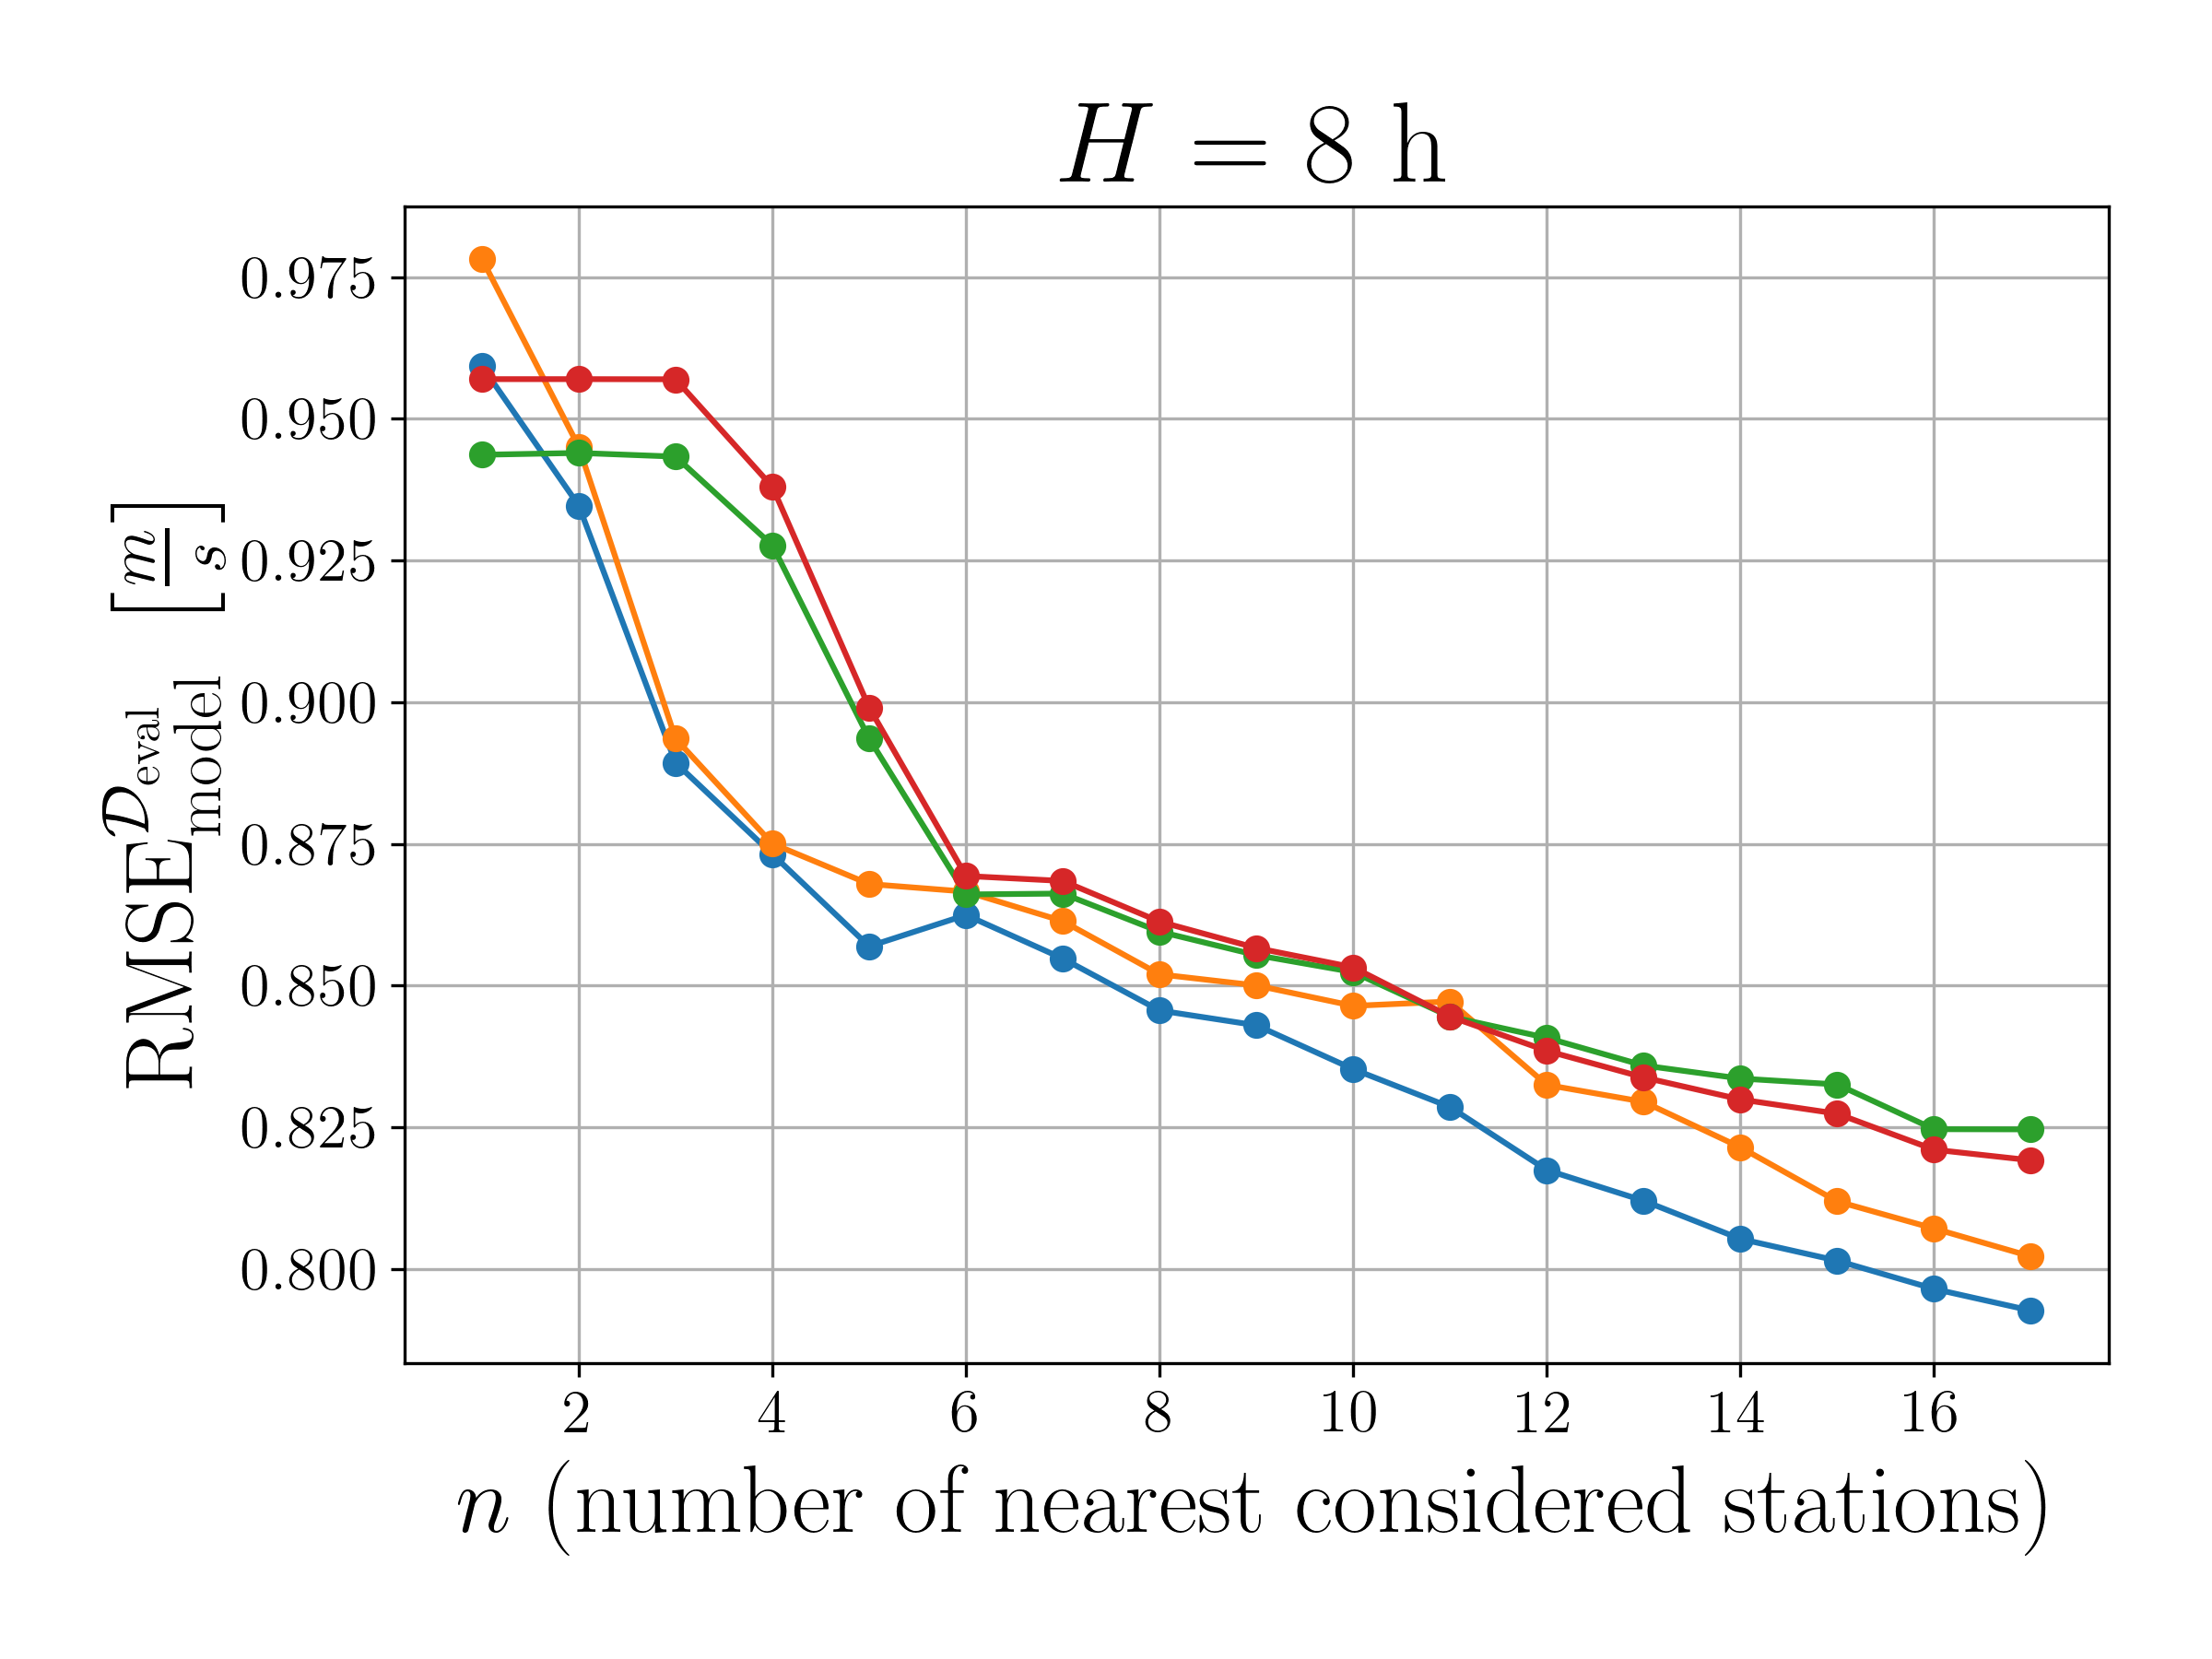 H = 8 h
RMSE^{𝒟_eval}_{model} [m/s]
0.975
0.950
0.925
0.900
0.875
0.850
0.825
0.800
2 4 6 8 10 12 14 16
n (number of nearest considered stations)